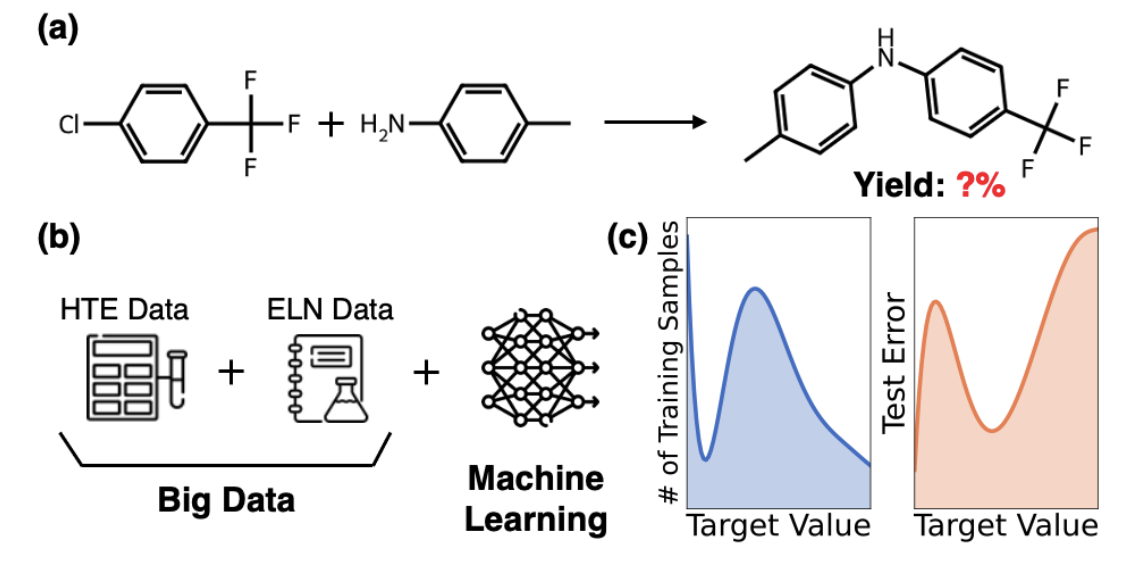 (a)
Cl
F
F
F
+
H₂N
H
N
F
F
F
Yield: ?%
(b)
HTE Data
+
ELN Data
+
Big Data
Machine
Learning
(c)
# of Training Samples
Target Value
Test Error
Target Value